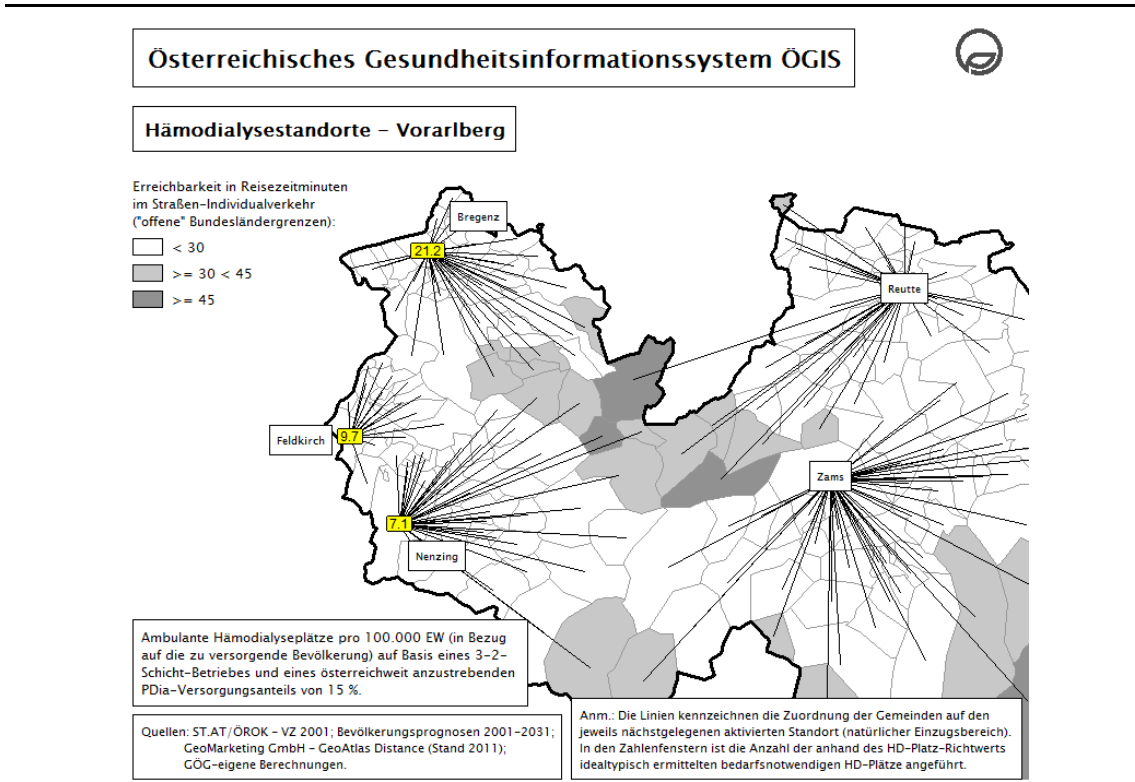 Österreichisches Gesundheitsinformationssystem ÖGIS
Hämodialysestandorte – Vorarlberg
Erreichbarkeit in Reisezeitminuten
im Straßen-Individualverkehr
("offene" Bundesländergrenzen):
< 30
>= 30 < 45
>= 45
Bregenz
21.2
Reutte
Feldkirch
9.7
Zams
7.1
Nenzing
Ambulante Hämodialyseplätze pro 100.000 EW (in Bezug
auf die zu versorgende Bevölkerung) auf Basis eines 3-2-
Schicht-Betriebes und eines österreichweit anzustrebenden
PDia-Versorgungsanteils von 15 %.
Quellen: ST.AT/ÖROK – VZ 2001; Bevölkerungsprognosen 2001-2031;
GeoMarketing GmbH – GeoAtlas Distance (Stand 2011);
GÖG-eigene Berechnungen.
Anm.: Die Linien kennzeichnen die Zuordnung der Gemeinden auf den
jeweils nächstgelegenen aktivierten Standort (natürlicher Einzugsbereich).
In den Zahlenfenstern ist die Anzahl der anhand des HD-Platz-Richtwerts
idealtypisch ermittelten bedarfsnotwendigen HD-Plätze angeführt.